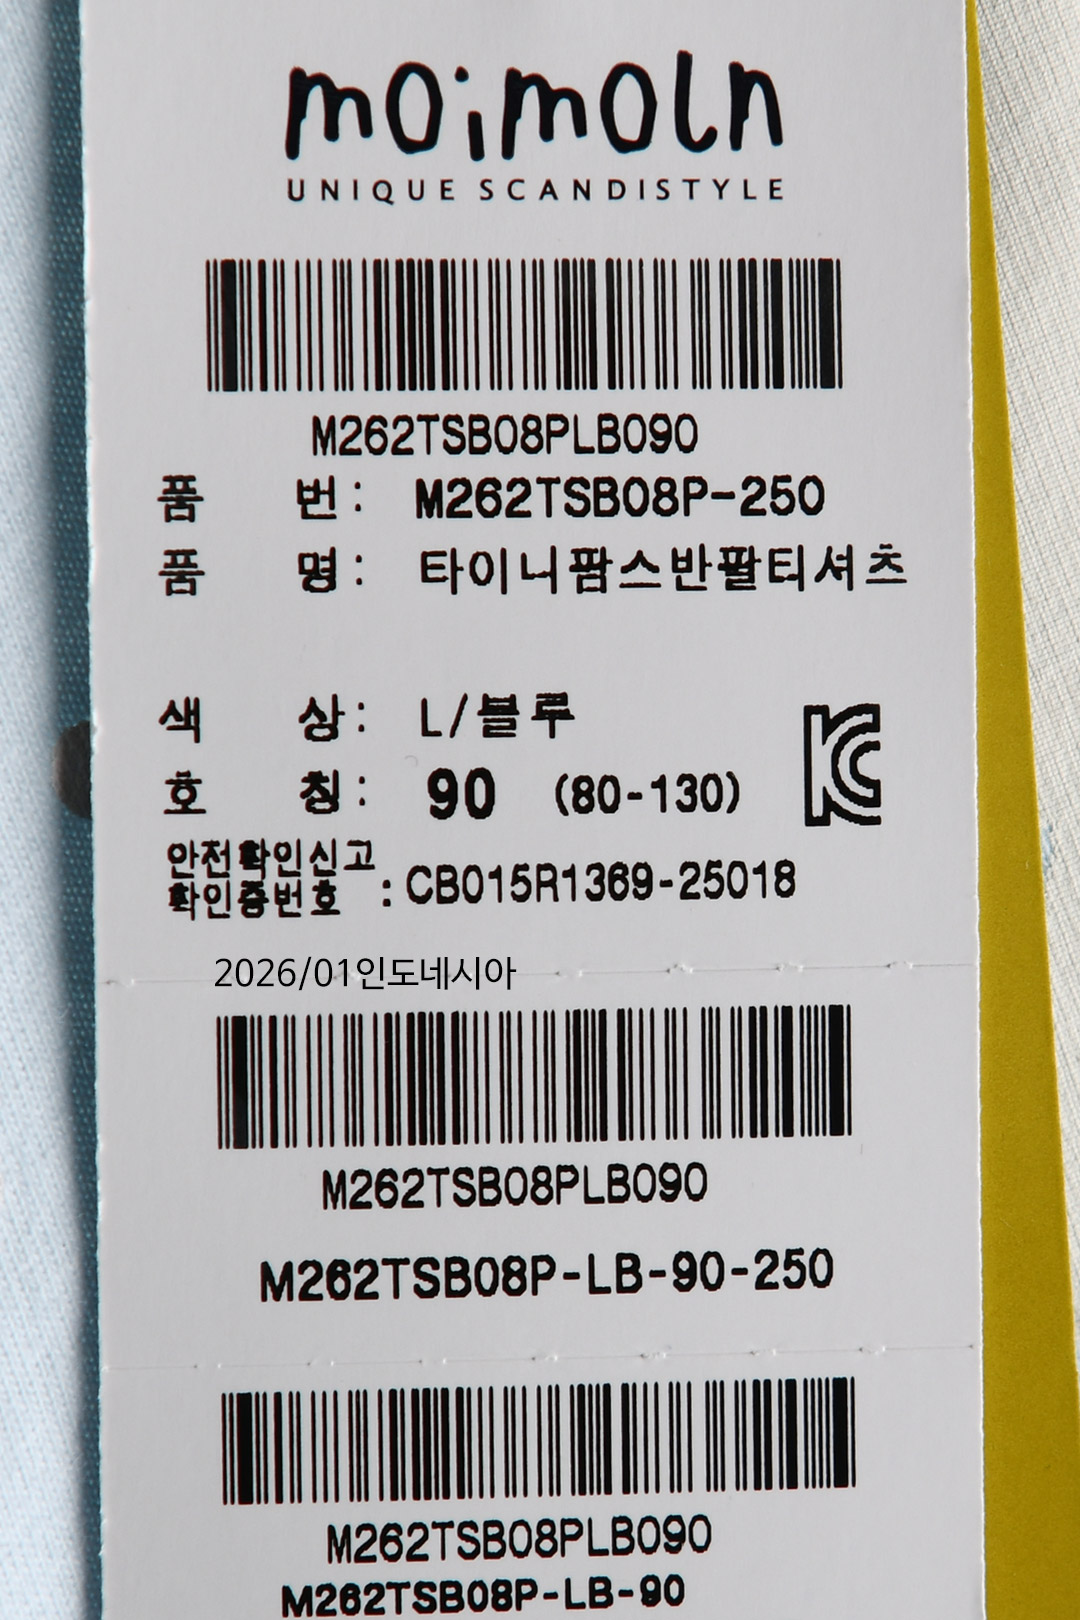 moimoln
UNIQUE SCANDISTYLE
M262TSB08PLB090
품 번 : M262TSB08P-250
품 명 : 타이니팜스반팔티셔츠
색 상 : L/블루
호 칭 : 90 (80-130)
안전확인신고
확인증번호 : CB015R1369-25018
2026/01인도네시아
M262TSB08PLB090
M262TSB08P-LB-90-250
M262TSB08PLB090
M262TSB08P-LB-90